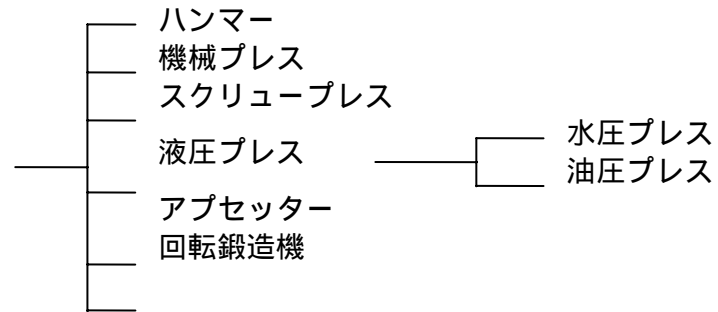 ハンマー
機械プレス
スクリュープレス
液圧プレス
水圧プレス
油圧プレス
アプセッター
回転鍛造機